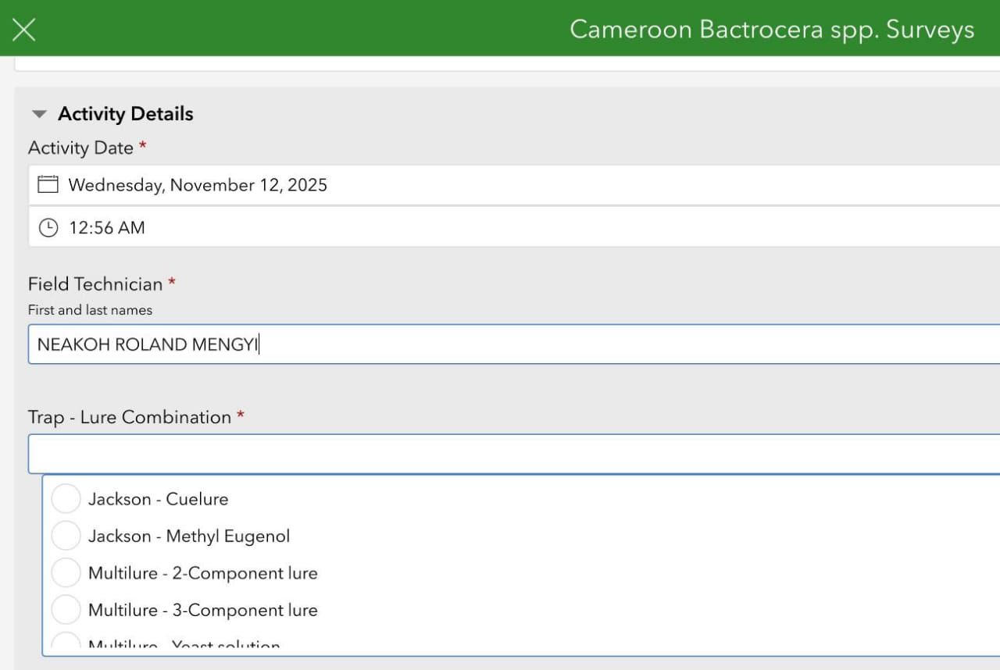 Cameroon Bactrocera spp. Surveys
Activity Details
Activity Date *
Wednesday, November 12, 2025
12:56 AM
Field Technician *
First and last names
NEAKOH ROLAND MENGYI
Trap - Lure Combination *
Jackson - Cuelure
Jackson - Methyl Eugenol
Multilure - 2-Component lure
Multilure - 3-Component lure
Multilure - Yeast solution